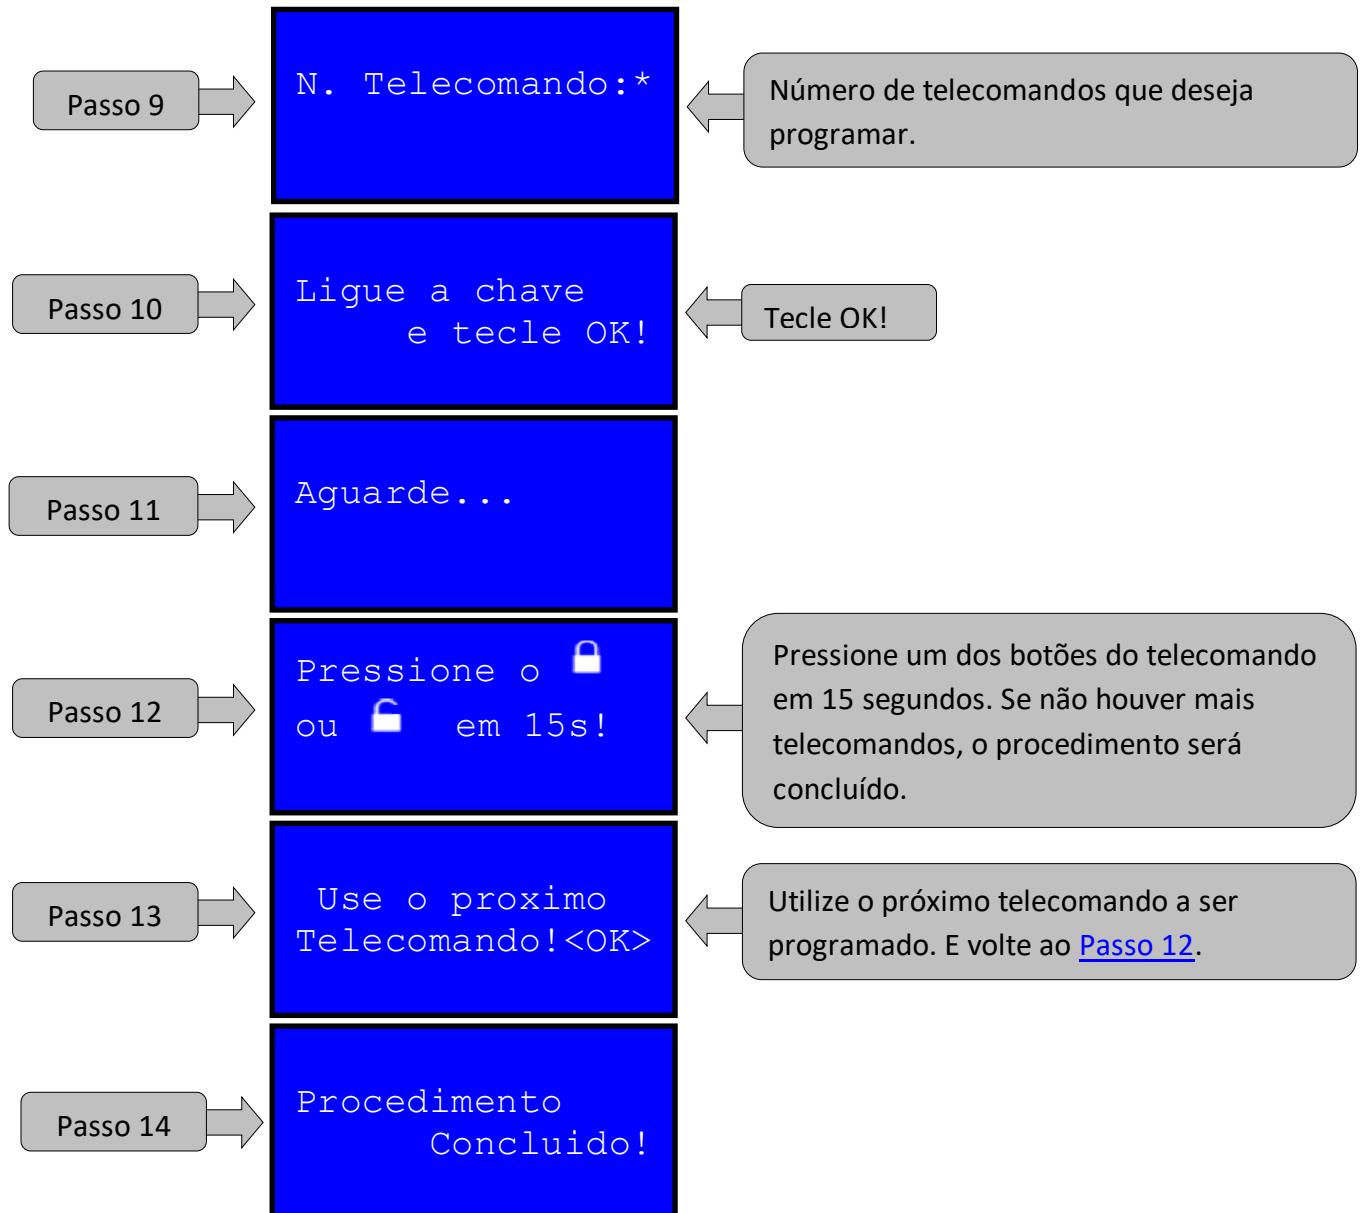 Passo 9
N. Telecomando:*
Número de telecomandos que deseja
programar.
Passo 10
Ligue a chave
e tecle OK!
Tecle OK!
Passo 11
Aguarde...
Passo 12
Pressione o
ou em 15s!
Pressione um dos botões do telecomando
em 15 segundos. Se não houver mais
telecomandos, o procedimento será
concluído.
Passo 13
Use o proximo
Telecomando!<OK>
Utilize o próximo telecomando a ser
programado. E volte ao Passo 12.
Passo 14
Procedimento
Concluido!